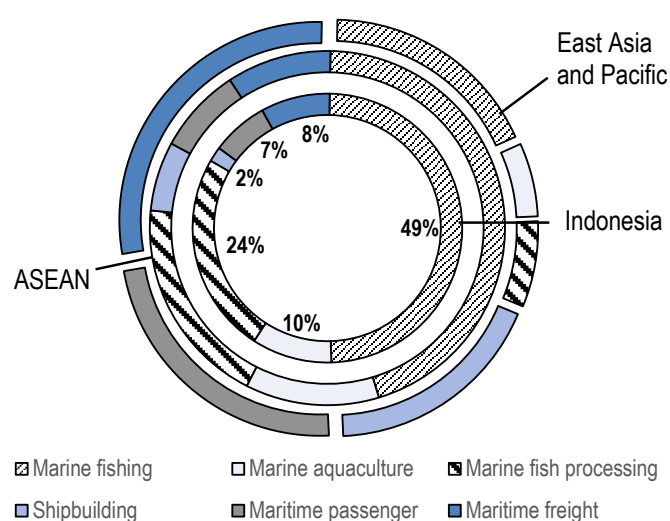 East Asia
and Pacific
8%
7%
2%
Indonesia
49%
24%
ASEAN
10%
Marine fishing
Marine aquaculture
Marine fish processing
Shipbuilding
Maritime passenger
Maritime freight